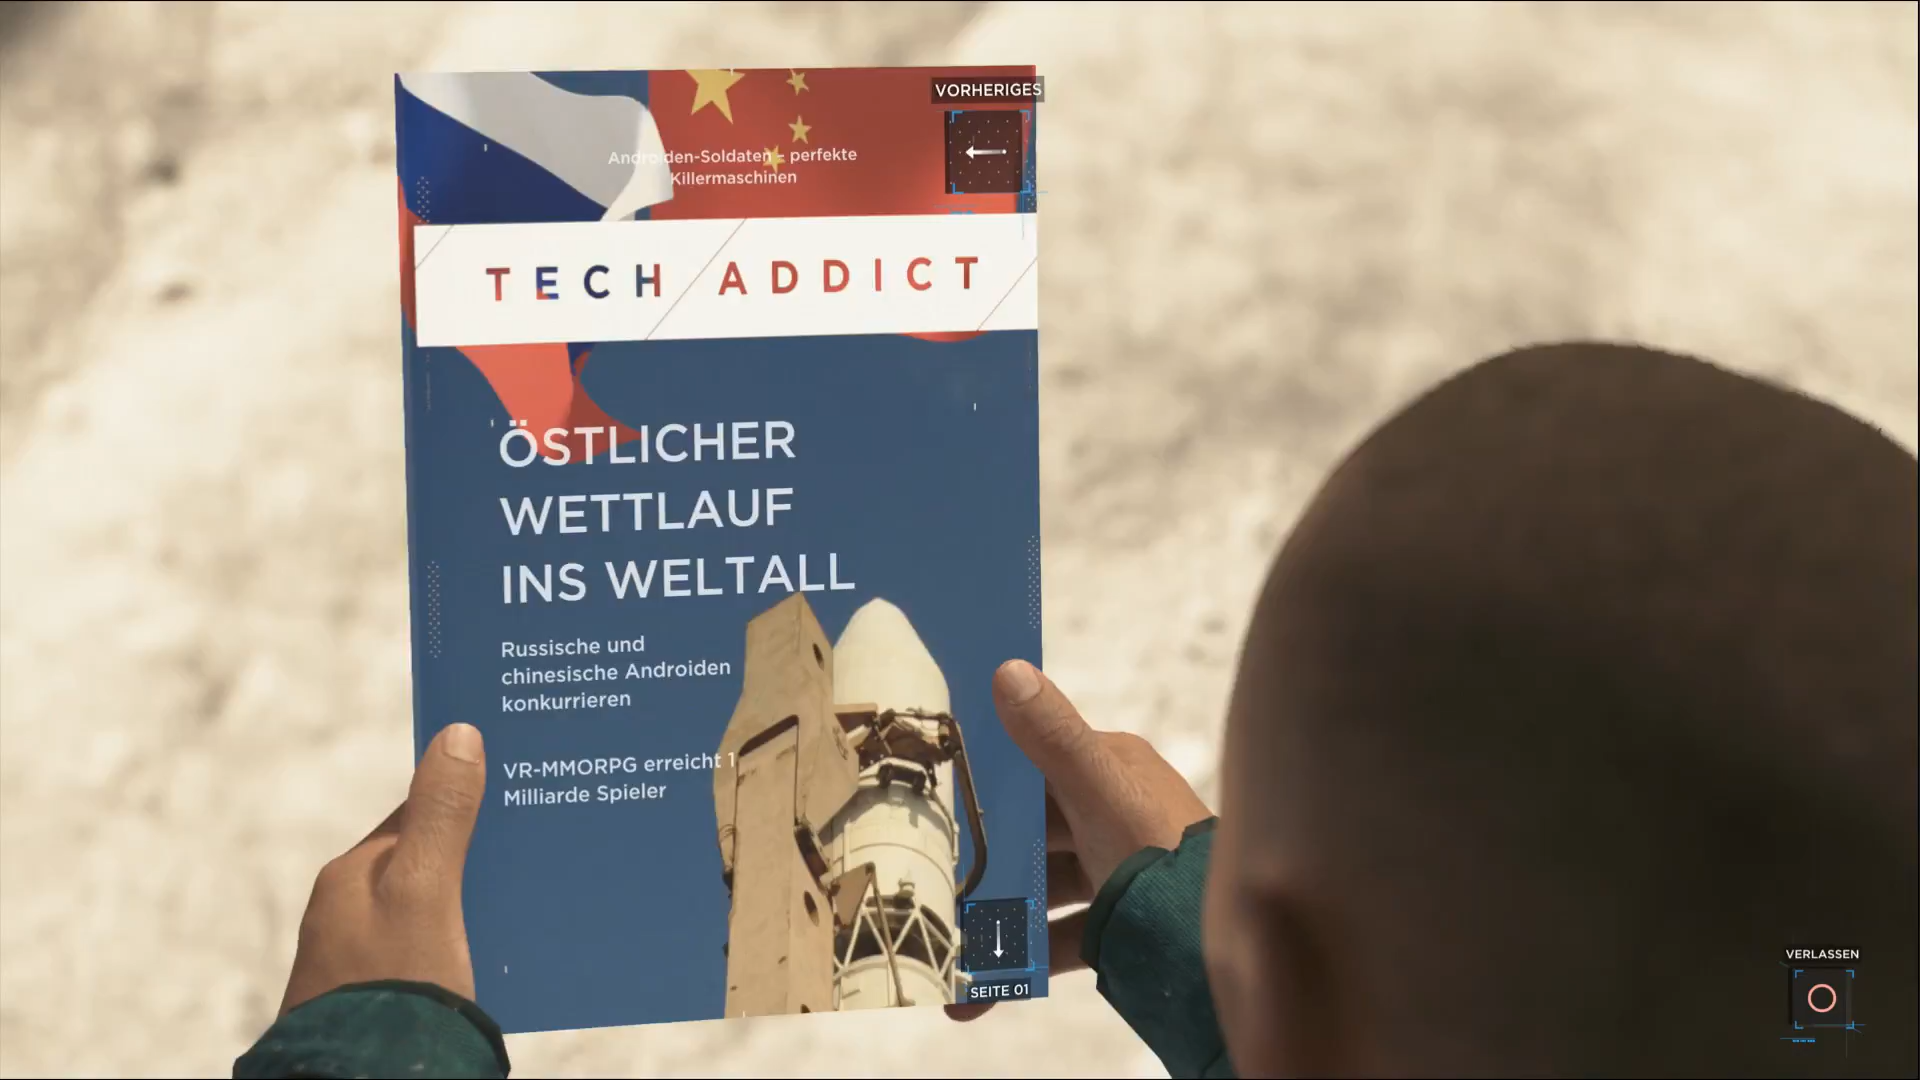 VORHERIGES
Androiden-Soldaten – perfekte
Killermaschinen
TECH ADDICT
ÖSTLICHER
WETTLAUF
INS WELTALL
Russische und
chinesische Androiden
konkurrieren
VR-MMORPG erreicht 1
Milliarde Spieler
SEITE 01
VERLASSEN